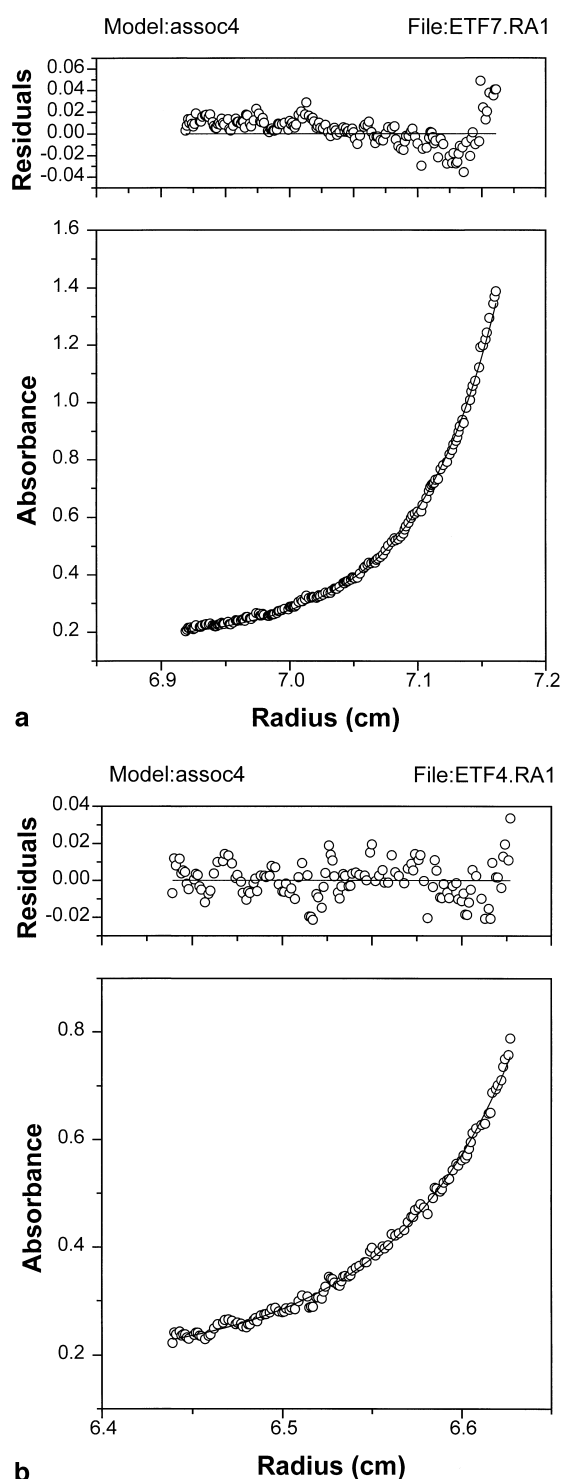 Model:assoc4 File:ETF7.RA1
0.06
0.04
0.02
0.00
-0.02
-0.04
Residuals
1.6
1.4
1.2
1.0
0.8
0.6
0.4
0.2
Absorbance
6.9 7.0 7.1 7.2
a Radius (cm)
Model:assoc4 File:ETF4.RA1
0.04
0.02
0.00
-0.02
Residuals
0.8
0.6
0.4
0.2
Absorbance
6.4 6.5 6.6
b Radius (cm)